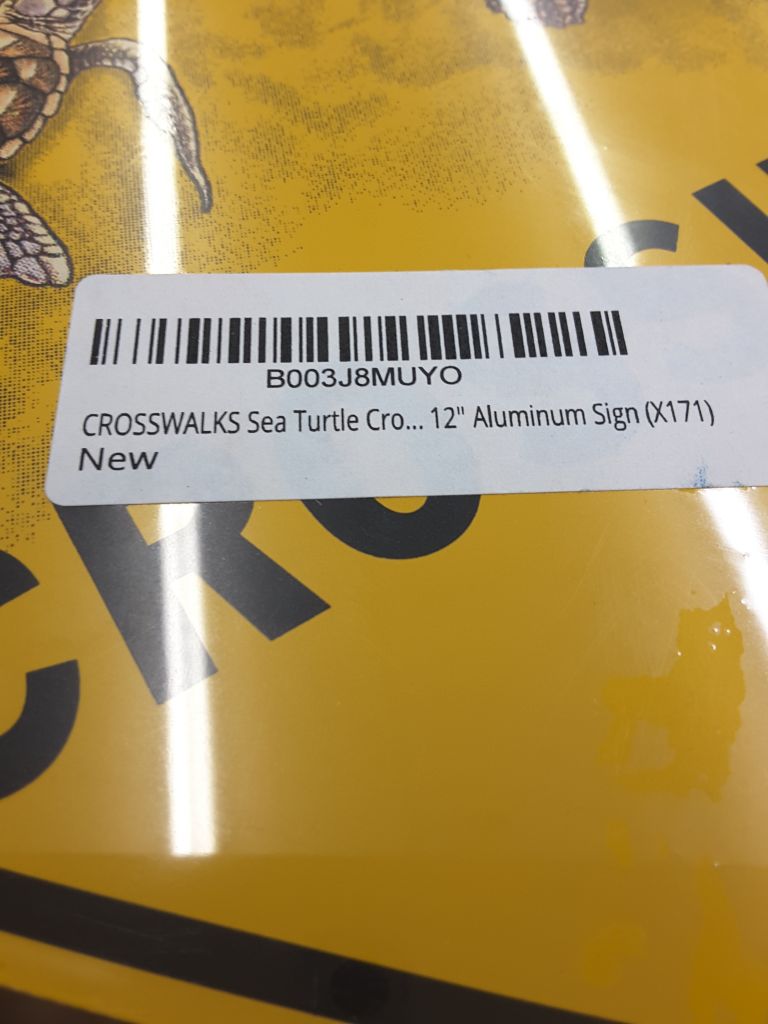 B003J8MUYO
CROSSWALKS Sea Turtle Cro... 12" Aluminum Sign (X171)
New